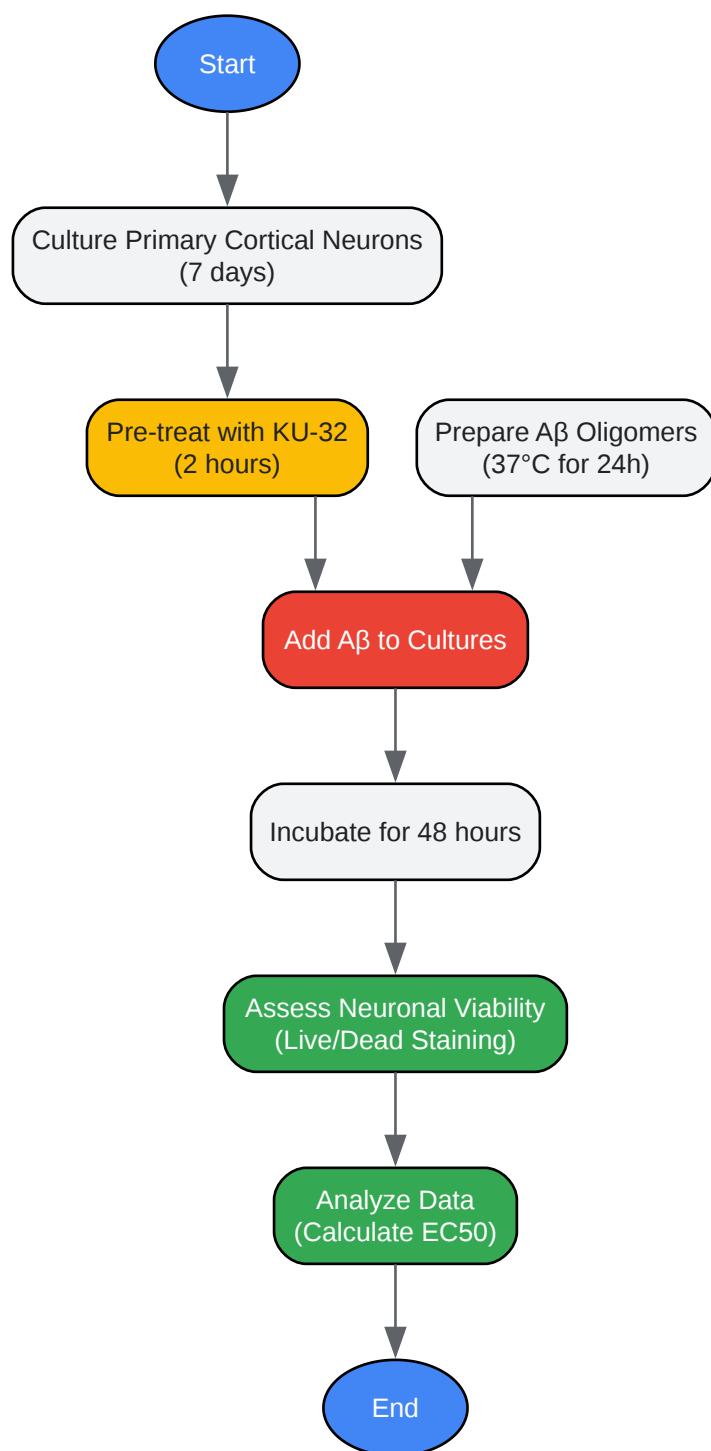 Start
Culture Primary Cortical Neurons
(7 days)
Pre-treat with KU-32
(2 hours)
Prepare Aβ Oligomers
(37°C for 24h)
Add Aβ to Cultures
Incubate for 48 hours
Assess Neuronal Viability
(Live/Dead Staining)
Analyze Data
(Calculate EC50)
End